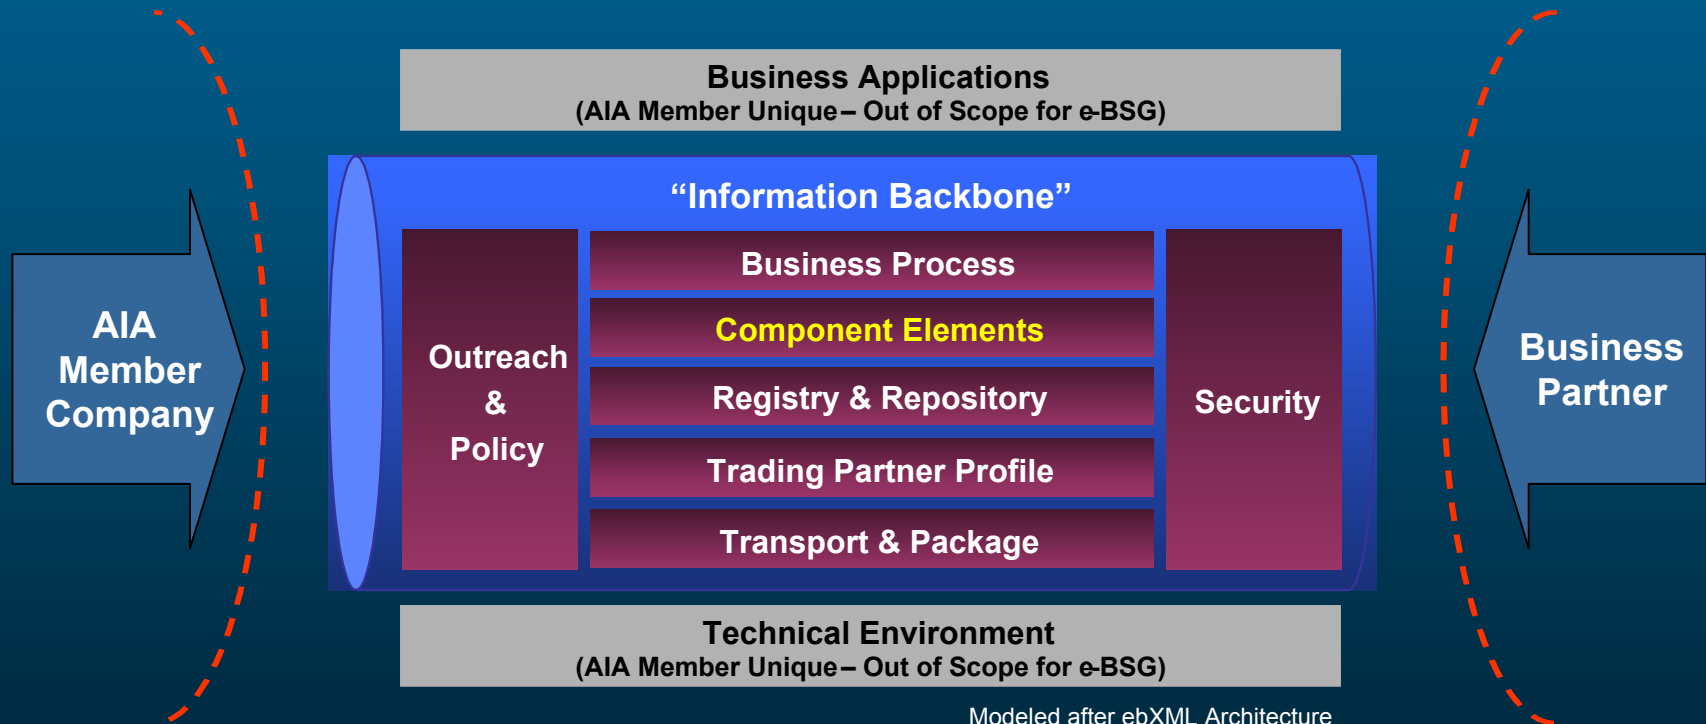 Business Applications
(AIA Member Unique – Out of Scope for e-BSG)
“Information Backbone”
AIA
Member
Company
Outreach
&
Policy
Business Process
Component Elements
Registry & Repository
Trading Partner Profile
Transport & Package
Security
Business
Partner
Technical Environment
(AIA Member Unique – Out of Scope for e-BSG)
Modeled after ebXML Architecture